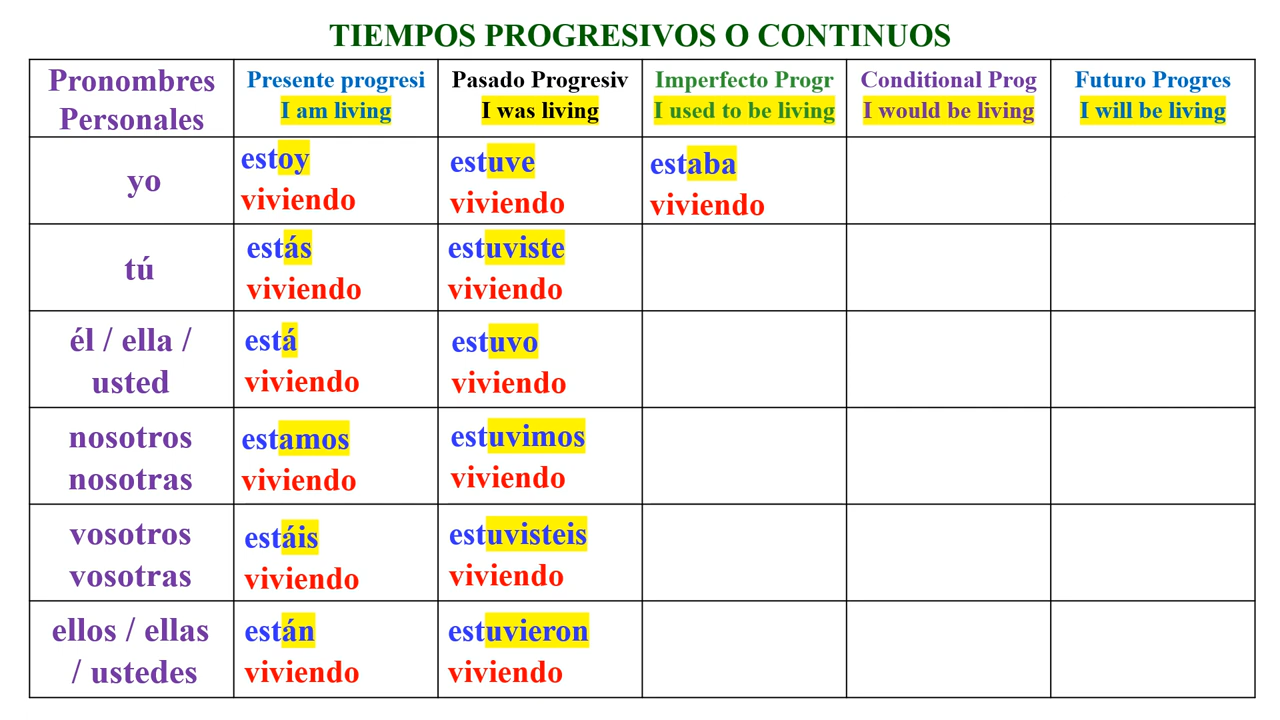 TIEMPOS PROGRESIVOS O CONTINUOS
Pronombres
Personales
Presente progresi
I am living
Pasado Progresiv
I was living
Imperfecto Progr
I used to be living
Conditional Prog
I would be living
Futuro Progres
I will be living
yo
estoy
viviendo
estuve
viviendo
estaba
viviendo
tú
estás
viviendo
estuviste
viviendo
él / ella /
usted
está
viviendo
estuvo
viviendo
nosotros
nosotras
estamos
viviendo
estuvimos
viviendo
vosotros
vosotras
estáis
viviendo
estuvisteis
viviendo
ellos / ellas
/ ustedes
están
viviendo
estuvieron
viviendo